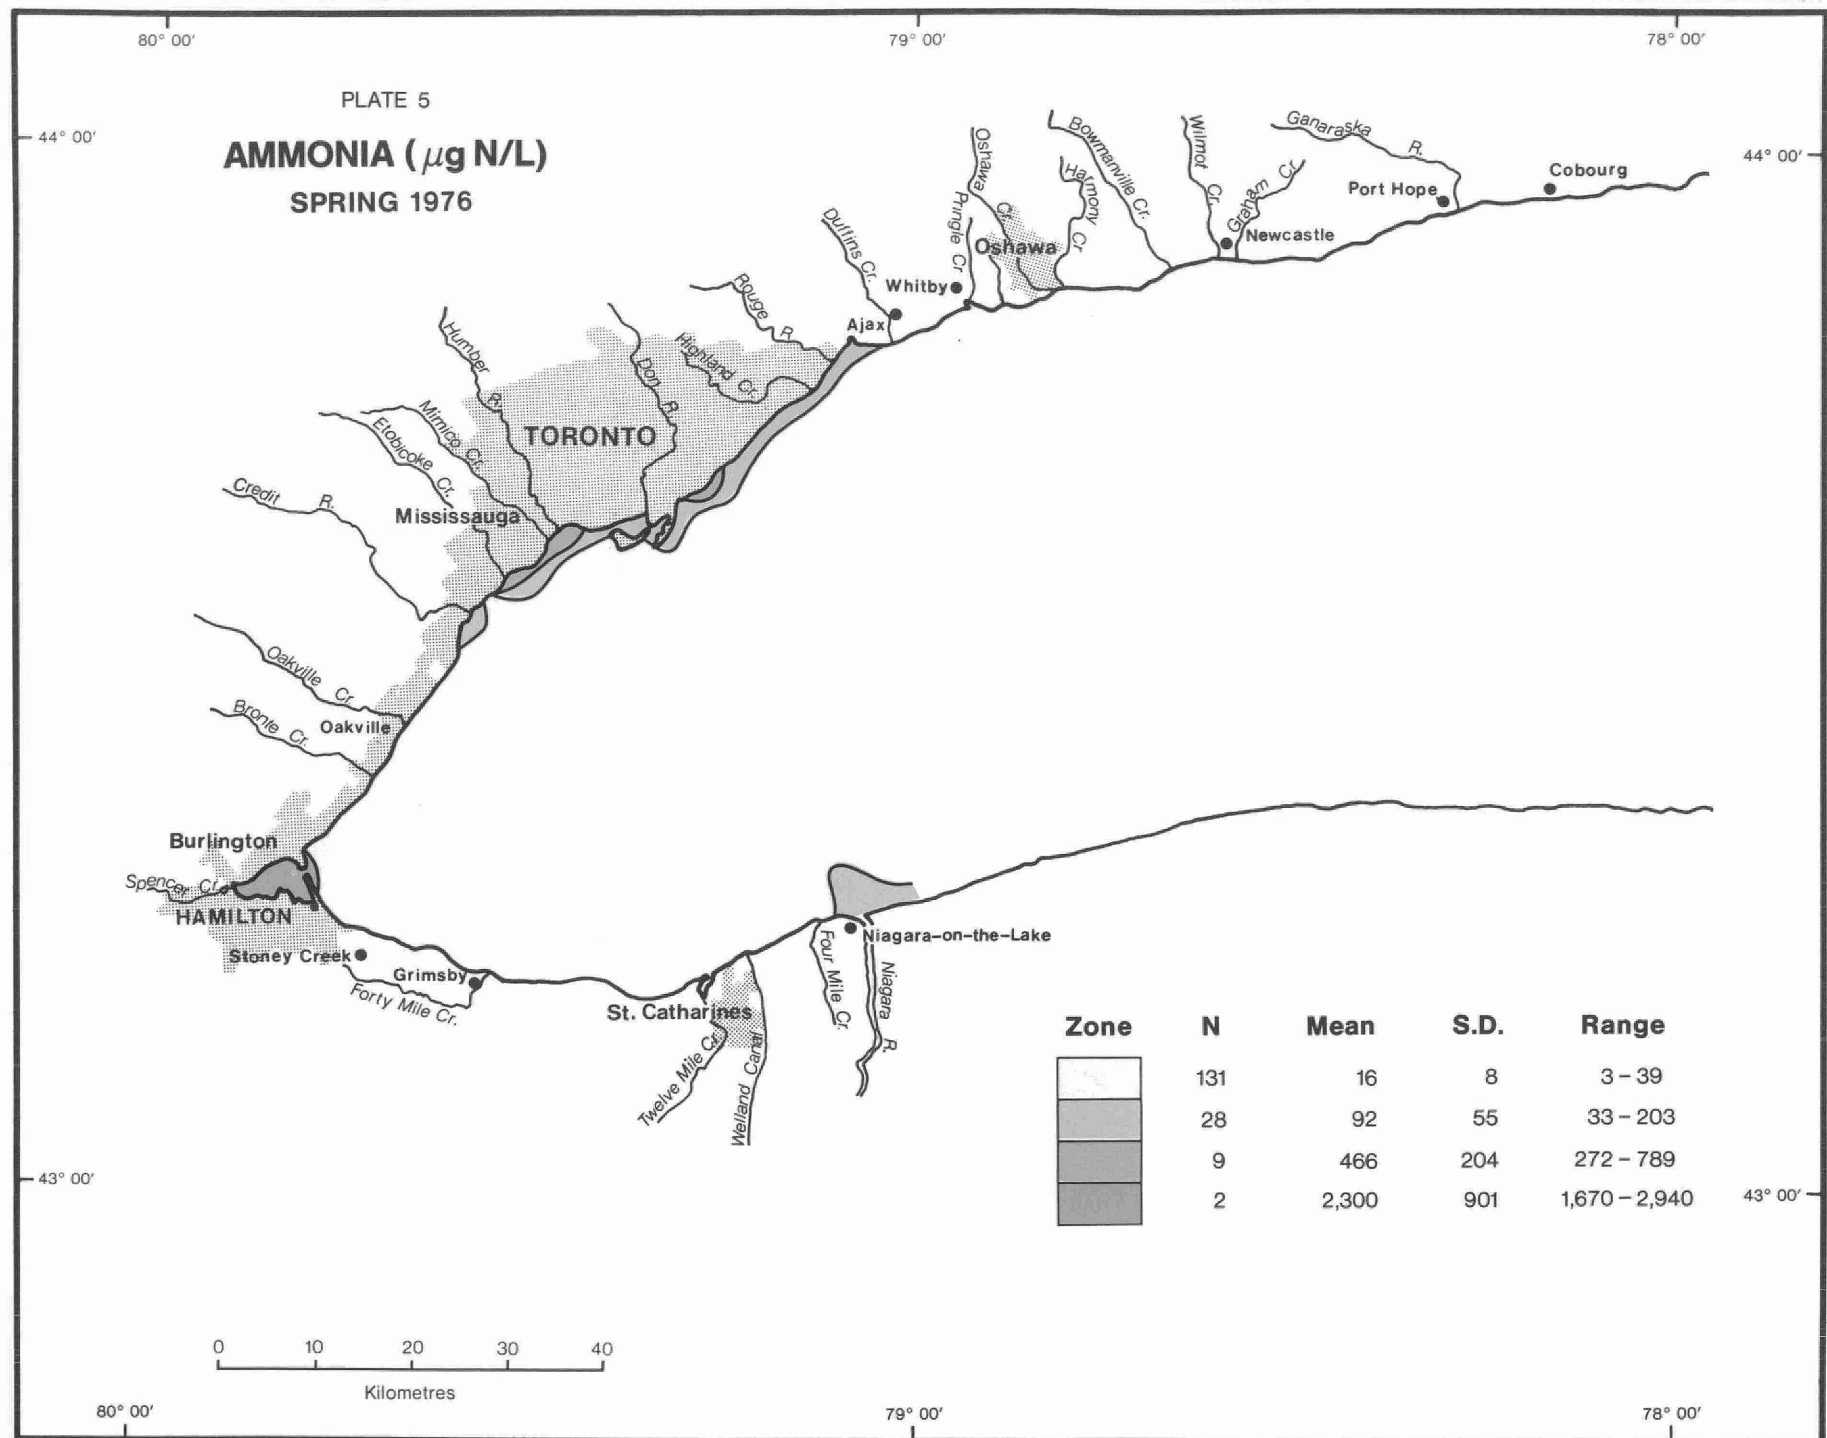 80° 00′
79° 00′
78° 00′
PLATE 5
AMMONIA (μg N/L)
SPRING 1976
44° 00′
44° 00′
Ganaraska R.
Cobourg
Port Hope
Wilmot Cr.
Graham Cr.
Newcastle
Bowmanville Cr.
Harmony Cr.
Oshawa Cr.
Oshawa
Pringle Cr.
Whitby
Duffins Cr.
Ajax
Rouge R.
Highland Cr.
Don R.
Humber R.
TORONTO
Mimico Cr.
Etobicoke Cr.
Mississauga
Credit R.
Oakville Cr.
Oakville
Bronte Cr.
Burlington
Spencer Cr.
HAMILTON
Stoney Creek
Grimsby
Forty Mile Cr.
St. Catharines
Twelve Mile Cr.
Welland Canal
Four Mile Cr.
Niagara-on-the-Lake
Niagara R.
Zone N Mean S.D. Range
131 16 8 3 – 39
28 92 55 33 – 203
9 466 204 272 – 789
2 2,300 901 1,670 – 2,940
43° 00′
43° 00′
0 10 20 30 40
Kilometres
80° 00′
79° 00′
78° 00′